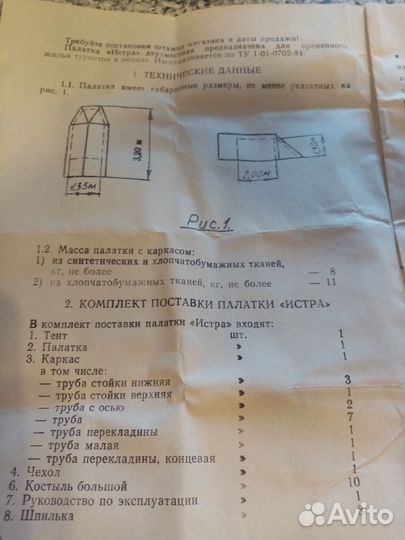 Требуйте постановки штампа магазина и даты продажи!
Палатка «Истра» двухместная предназначена для временного
жилья туристов в походе. Изготавливается по ТУ 1-01-0762-84.
1. ТЕХНИЧЕСКИЕ ДАННЫЕ
1.1. Палатка имеет габаритные размеры, не менее указанных на
рис. 1.
1,35м
3,20 м
2,00м
Рис.1.
1.2. Масса палатки с каркасом:
1) из синтетических и хлопчатобумажных тканей,
кг, не более — 8
2) из хлопчатобумажных тканей, кг, не более — 11
2. КОМПЛЕКТ ПОСТАВКИ ПАЛАТКИ «ИСТРА»
В комплект поставки палатки «Истра» входят:
1. Тент шт. 1
2. Палатка » 1
3. Каркас » 1
в том числе:
— труба стойки нижняя » 3
— труба стойки верхняя » 1
— труба с осью » 2
— труба » 7
— труба перекладины » 1
— труба малая » 1
— труба перекладины, концевая » 1
4. Чехол » 1
6. Костыль большой » 10
7. Руководство по эксплуатации » 1
8. Шпилька »
Avito